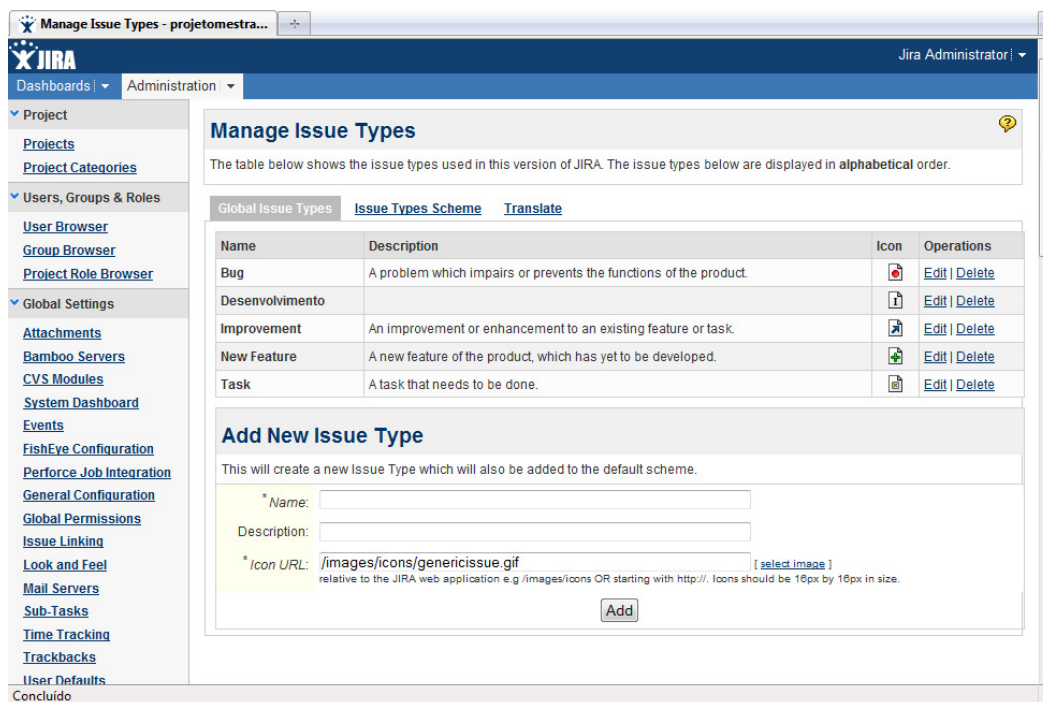 Manage Issue Types - projetomestra...
JIRA
Jira Administrator
Dashboards
Administration
Project
Projects
Project Categories
Users, Groups & Roles
User Browser
Group Browser
Project Role Browser
Global Settings
Attachments
Bamboo Servers
CVS Modules
System Dashboard
Events
FishEye Configuration
Perforce Job Integration
General Configuration
Global Permissions
Issue Linking
Look and Feel
Mail Servers
Sub-Tasks
Time Tracking
Trackbacks
User Defaults
Manage Issue Types
The table below shows the issue types used in this version of JIRA. The issue types below are displayed in alphabetical order.
Global Issue Types Issue Types Scheme Translate
Name Description Icon Operations
Bug A problem which impairs or prevents the functions of the product. Edit | Delete
Desenvolvimento Edit | Delete
Improvement An improvement or enhancement to an existing feature or task. Edit | Delete
New Feature A new feature of the product, which has yet to be developed. Edit | Delete
Task A task that needs to be done. Edit | Delete
Add New Issue Type
This will create a new Issue Type which will also be added to the default scheme.
* Name:
Description:
* Icon URL: /images/icons/genericissue.gif [ select image ]
relative to the JIRA web application e.g /images/icons OR starting with http://. Icons should be 16px by 16px in size.
Add
Concluído